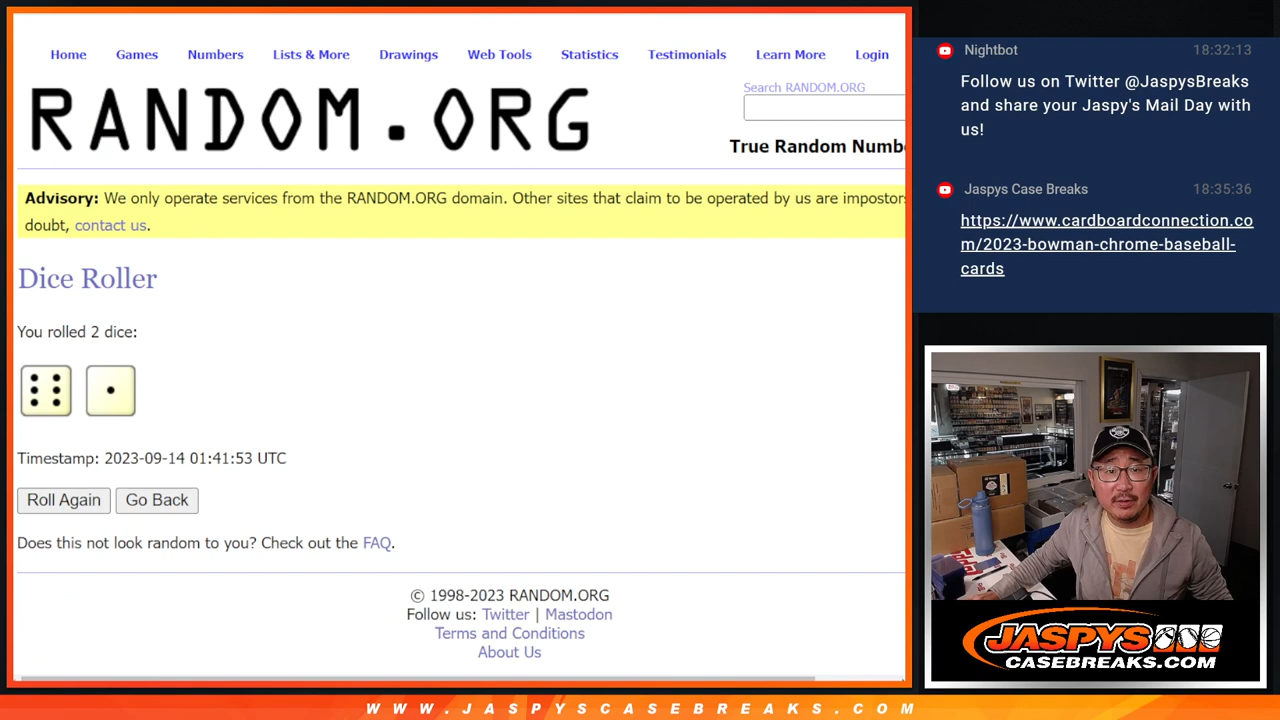 Home Games Numbers Lists & More Drawings Web Tools Statistics Testimonials Learn More Login
RANDOM.ORG
Search RANDOM.ORG
True Random Numb
Advisory: We only operate services from the RANDOM.ORG domain. Other sites that claim to be operated by us are impostors
doubt, contact us.
Dice Roller
You rolled 2 dice:
Timestamp: 2023-09-14 01:41:53 UTC
Roll Again Go Back
Does this not look random to you? Check out the FAQ.
© 1998-2023 RANDOM.ORG
Follow us: Twitter | Mastodon
Terms and Conditions
About Us
Nightbot 18:32:13
Follow us on Twitter @JaspysBreaks
and share your Jaspy's Mail Day with
us!
Jaspys Case Breaks 18:35:36
https://www.cardboardconnection.co
m/2023-bowman-chrome-baseball-
cards
JASPYS
CASEBREAKS.COM
WWW.JASPYSCASEBREAKS.COM